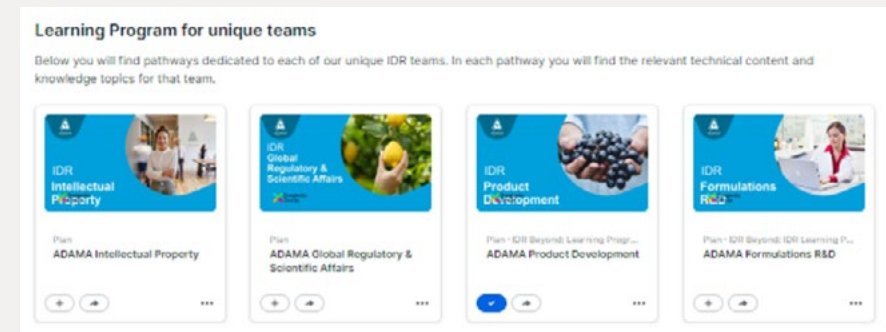 Learning Program for unique teams
Below you will find pathways dedicated to each of our unique IDR teams. In each pathway you will find the relevant technical content and
knowledge topics for that team.
IDR
Intellectual
Property
Plan
ADAMA Intellectual Property
IDR
Global
Regulatory &
Scientific Affairs
Plan
ADAMA Global Regulatory &
Scientific Affairs
IDR
Product
Development
Plan - IDR Beyond: Learning Progr...
ADAMA Product Development
IDR
Formulations
R&D
Plan - IDR Beyond: IDR Learning P...
ADAMA Formulations R&D